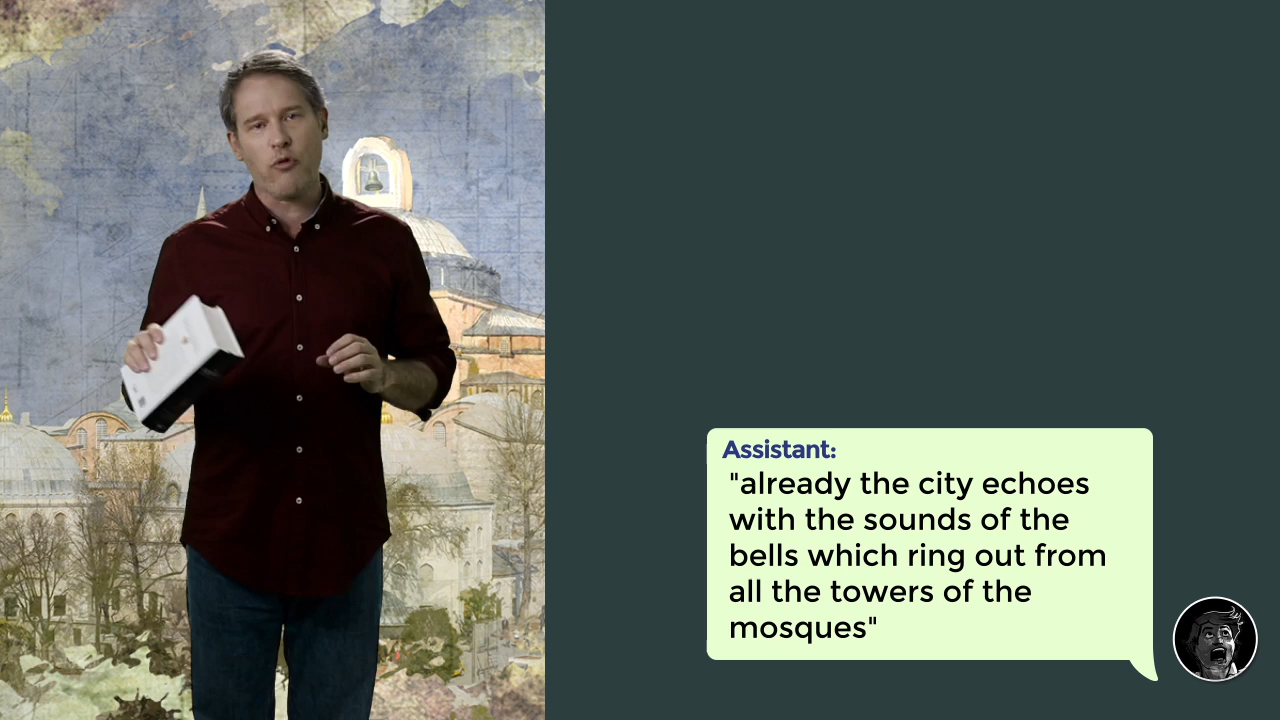 Assistant:
"already the city echoes
with the sounds of the
bells which ring out from
all the towers of the
mosques"